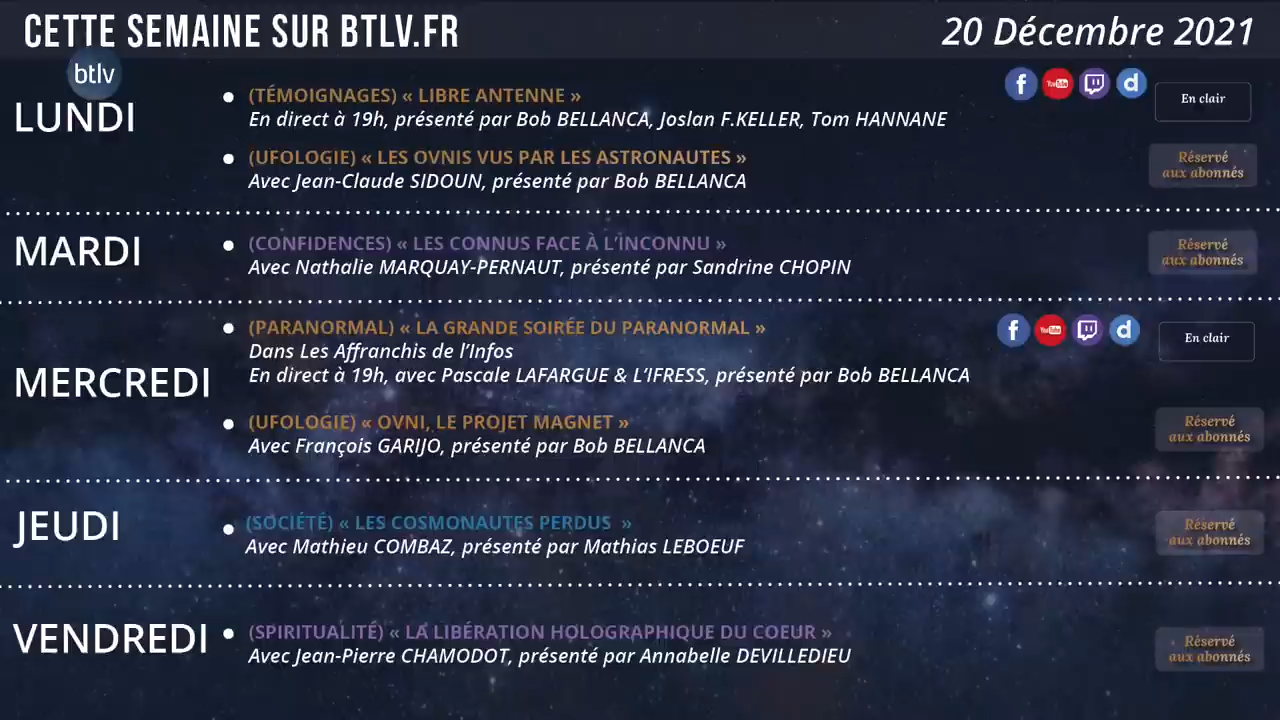 CETTE SEMAINE SUR BTLV.FR
20 Décembre 2021
btlv
LUNDI
(TÉMOIGNAGES) « LIBRE ANTENNE »
En direct à 19h, présenté par Bob BELLANCA, Joslan F.KELLER, Tom HANNANE
f
You Tube
d
En clair
(UFOLOGIE) « LES OVNIS VUS PAR LES ASTRONAUTES »
Avec Jean-Claude SIDOUN, présenté par Bob BELLANCA
Réservé
aux abonnés
MARDI
(CONFIDENCES) « LES CONNUS FACE À L'INCONNU »
Avec Nathalie MARQUAY-PERNAUT, présenté par Sandrine CHOPIN
Réservé
aux abonnés
MERCREDI
(PARANORMAL) « LA GRANDE SOIRÉE DU PARANORMAL »
Dans Les Affranchis de l'Infos
En direct à 19h, avec Pascale LAFARGUE & L'IFRESS, présenté par Bob BELLANCA
f
You Tube
d
En clair
(UFOLOGIE) « OVNI, LE PROJET MAGNET »
Avec François GARIJO, présenté par Bob BELLANCA
Réservé
aux abonnés
JEUDI
(SOCIÉTÉ) « LES COSMONAUTES PERDUS »
Avec Mathieu COMBAZ, présenté par Mathias LEBOEUF
Réservé
aux abonnés
VENDREDI
(SPIRITUALITÉ) « LA LIBÉRATION HOLOGRAPHIQUE DU COEUR »
Avec Jean-Pierre CHAMODOT, présenté par Annabelle DEVILLEDIEU
Réservé
aux abonnés